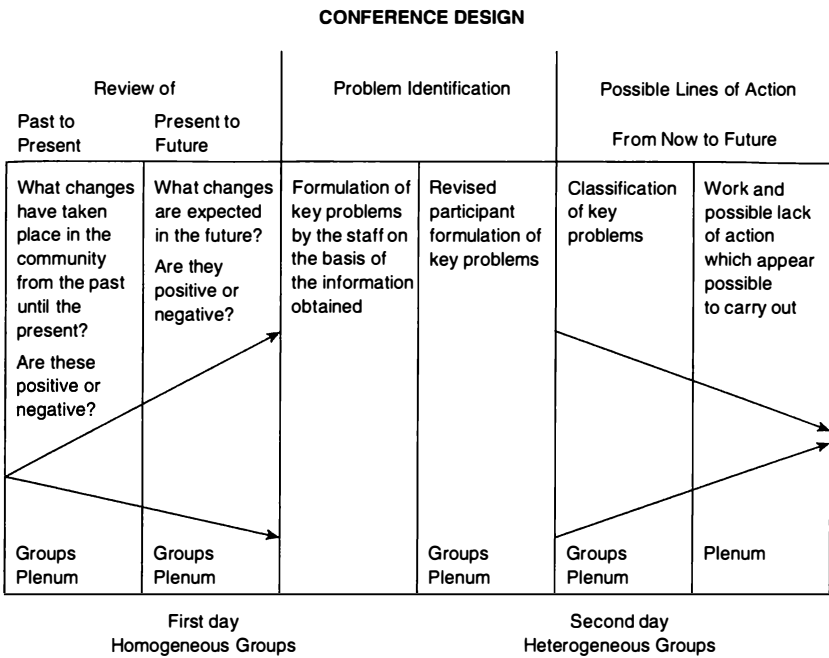 CONFERENCE DESIGN
Review of
Past to
Present
Present to
Future
Problem Identification
Possible Lines of Action
From Now to Future
What changes
have taken
place in the
community
from the past
until the
present?
Are these
positive or
negative?
Groups
Plenum
What changes
are expected
in the future?
Are they
positive or
negative?
Groups
Plenum
Formulation of
key problems
by the staff on
the basis of
the information
obtained
Revised
participant
formulation of
key problems
Groups
Plenum
Classification
of key
problems
Groups
Plenum
Work and
possible lack
of action
which appear
possible
to carry out
Plenum
First day
Homogeneous Groups
Second day
Heterogeneous Groups